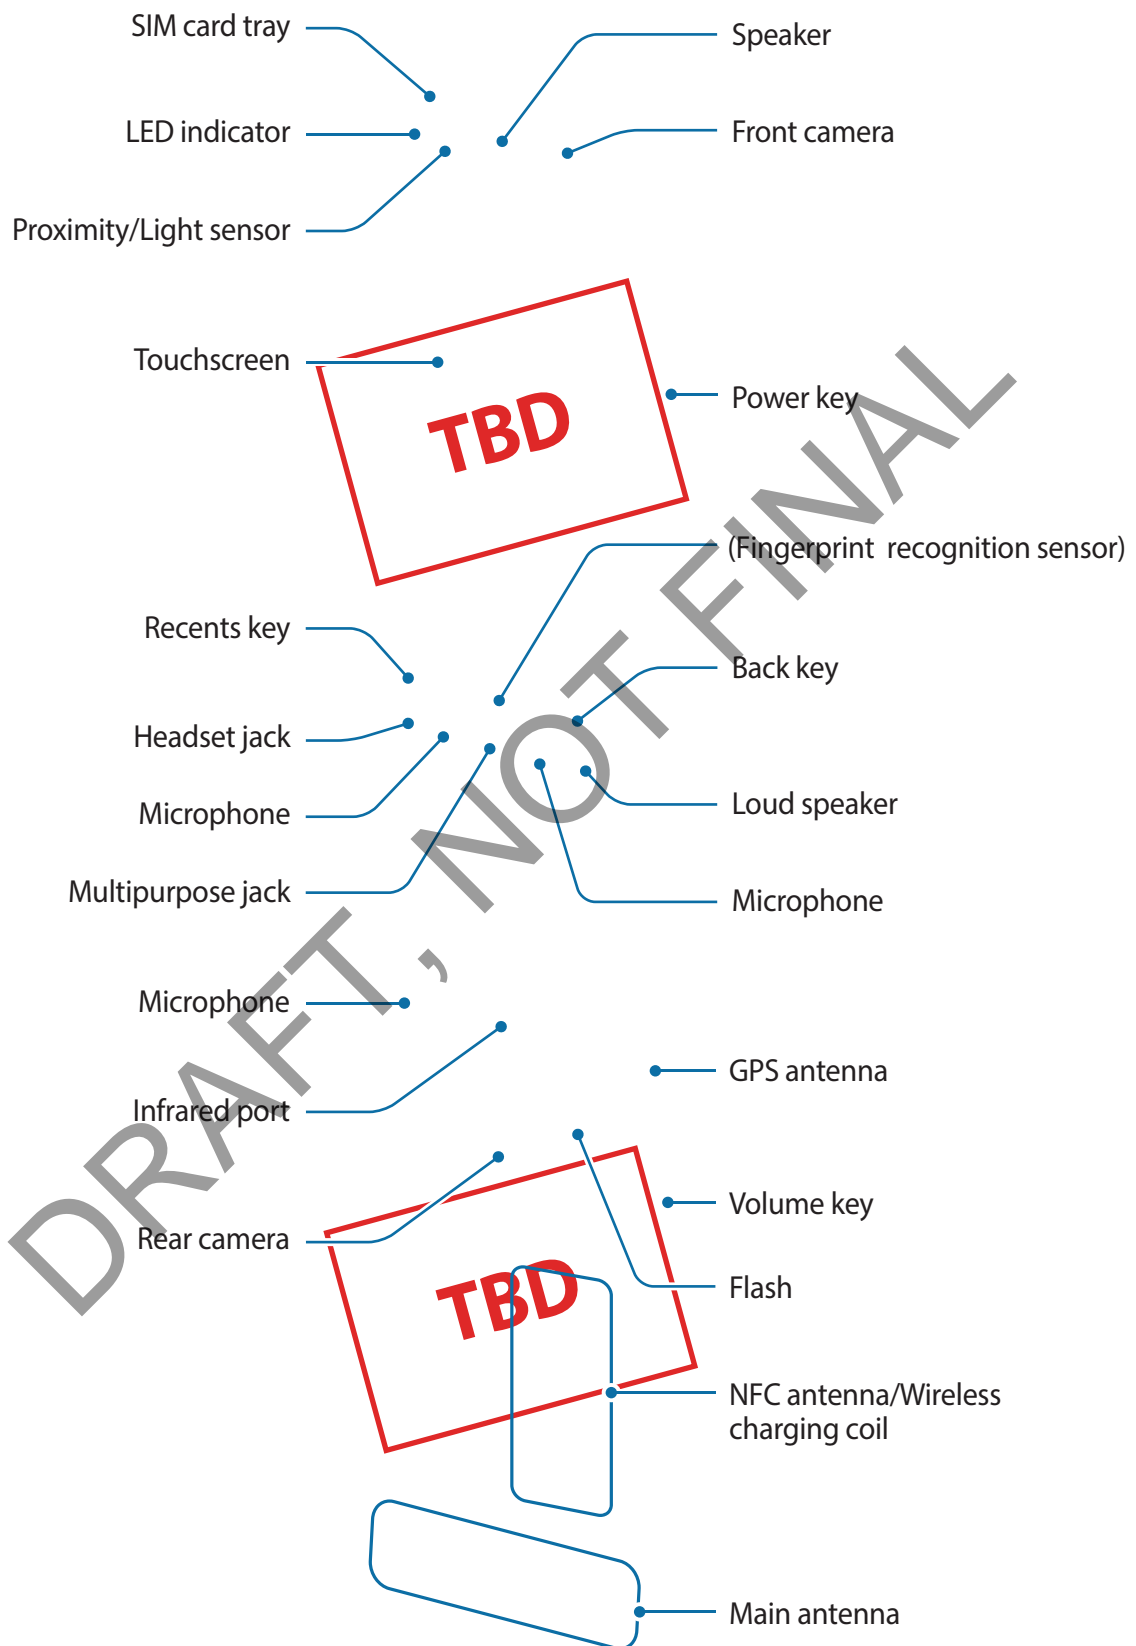 SIM card tray
Speaker
LED indicator
Front camera
Proximity/Light sensor
Touchscreen
Power key
TBD
(Fingerprint recognition sensor)
Recents key
Back key
Headset jack
Microphone
Loud speaker
Multipurpose jack
Microphone
Microphone
GPS antenna
Infrared port
Volume key
Rear camera
Flash
TBD
NFC antenna/Wireless
charging coil
Main antenna
DRAFT, NOT FINAL